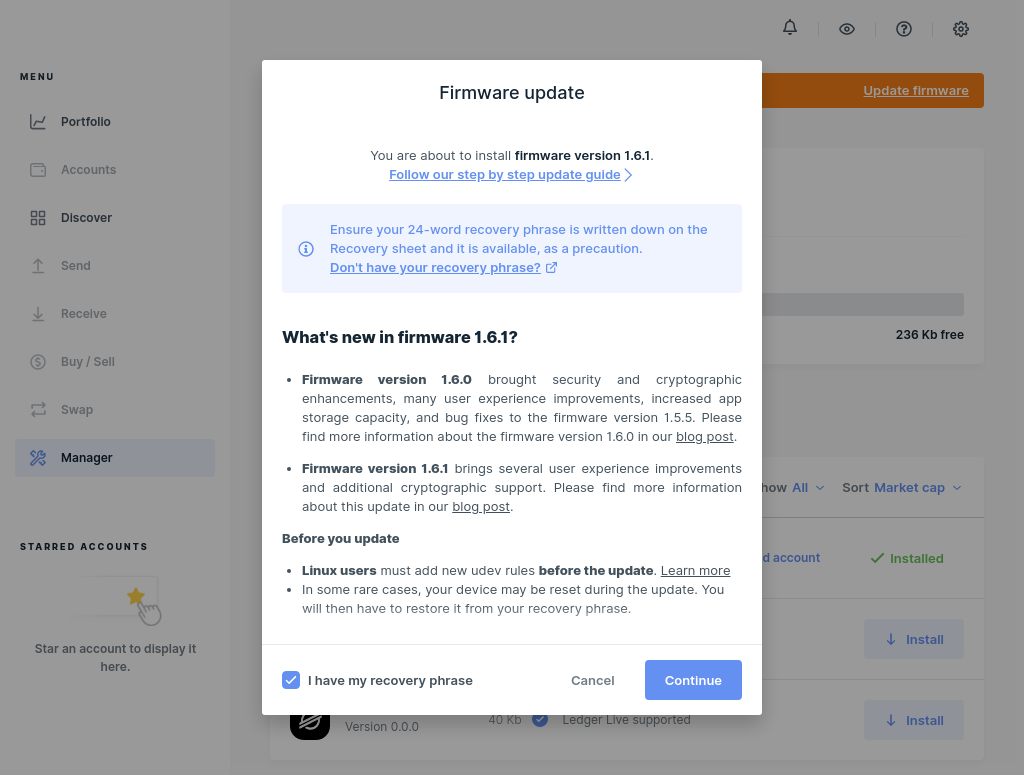 MENU
Portfolio
Accounts
Discover
Send
Receive
Buy / Sell
Swap
Manager
STARRED ACCOUNTS
Star an account to display it
here.
Update firmware
236 Kb free
how All
Sort Market cap
d account
Installed
Install
Version 0.0.0
40 Kb
Ledger Live supported
Install
Firmware update
You are about to install firmware version 1.6.1.
Follow our step by step update guide
Ensure your 24-word recovery phrase is written down on the
Recovery sheet and it is available, as a precaution.
Don't have your recovery phrase?
What's new in firmware 1.6.1?
• Firmware version 1.6.0 brought security and cryptographic
enhancements, many user experience improvements, increased app
storage capacity, and bug fixes to the firmware version 1.5.5. Please
find more information about the firmware version 1.6.0 in our blog post.
• Firmware version 1.6.1 brings several user experience improvements
and additional cryptographic support. Please find more information
about this update in our blog post.
Before you update
• Linux users must add new udev rules before the update. Learn more
• In some rare cases, your device may be reset during the update. You
will then have to restore it from your recovery phrase.
I have my recovery phrase
Cancel
Continue